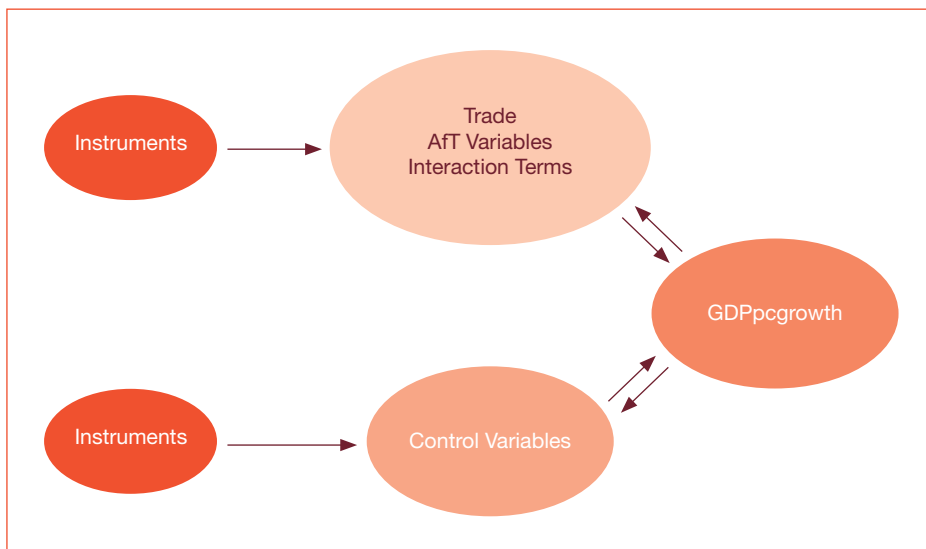 Instruments
Trade
AfT Variables
Interaction Terms
GDPpcgrowth
Instruments
Control Variables